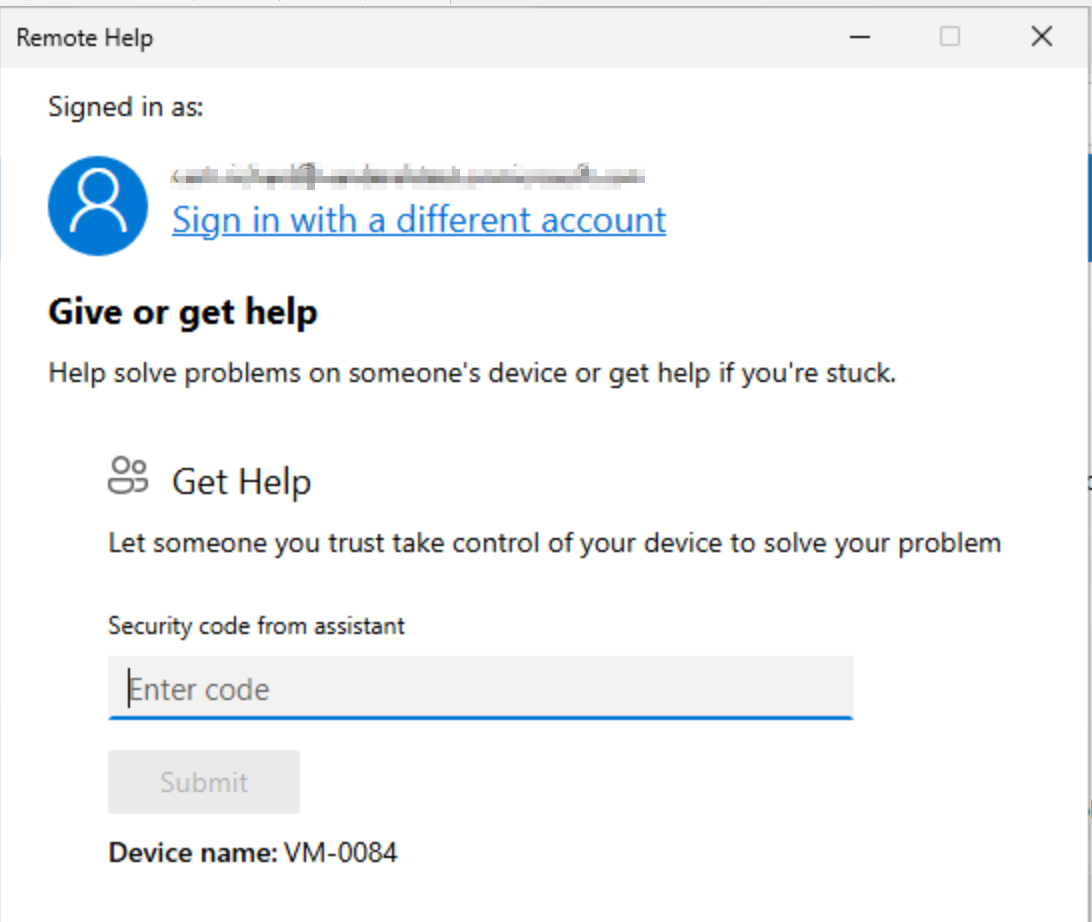 Remote Help
Signed in as:
Sign in with a different account
Give or get help
Help solve problems on someone's device or get help if you're stuck.
Get Help
Let someone you trust take control of your device to solve your problem
Security code from assistant
Enter code
Submit
Device name: VM-0084